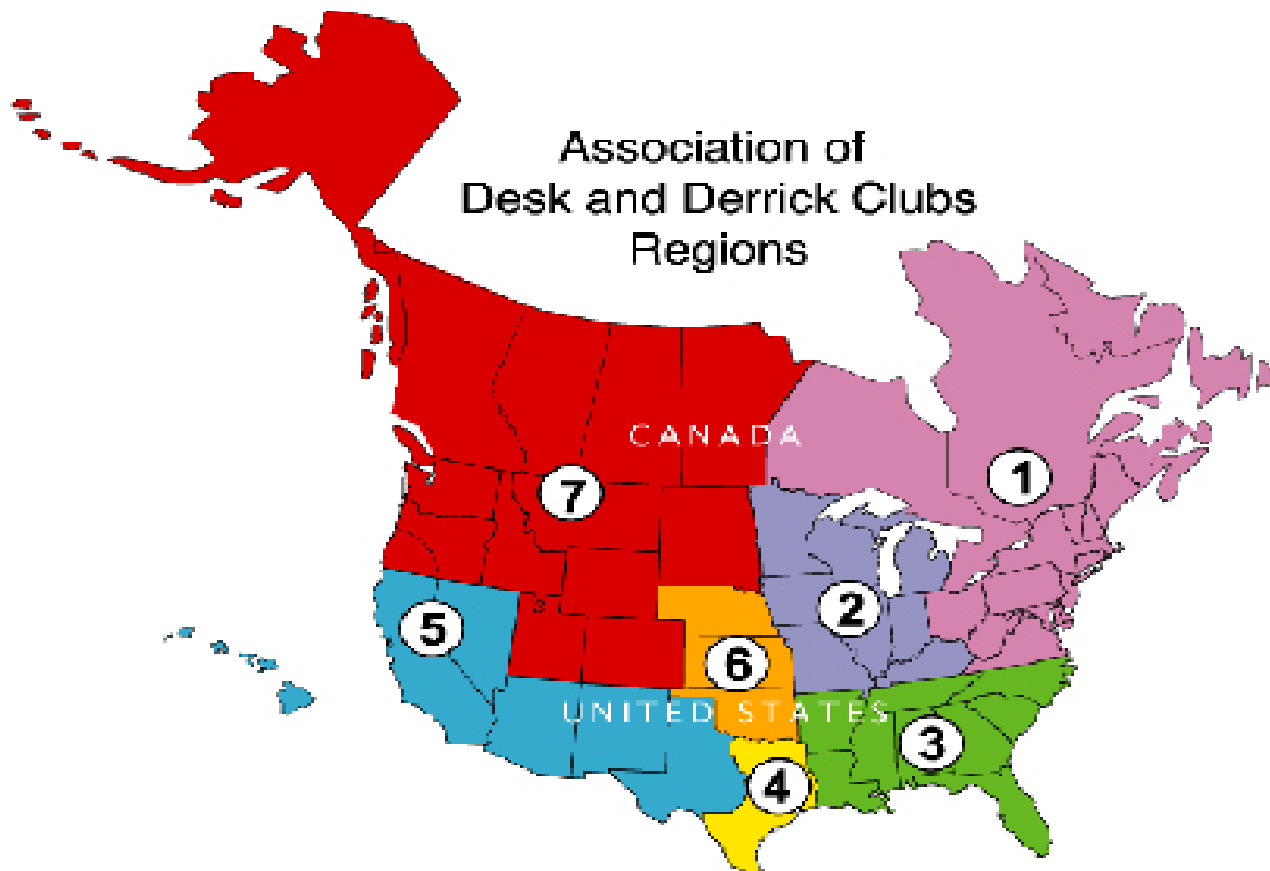 Association of
Desk and Derrick Clubs
Regions
CANADA
1
7
2
5
6
UNITED STATES
3
4